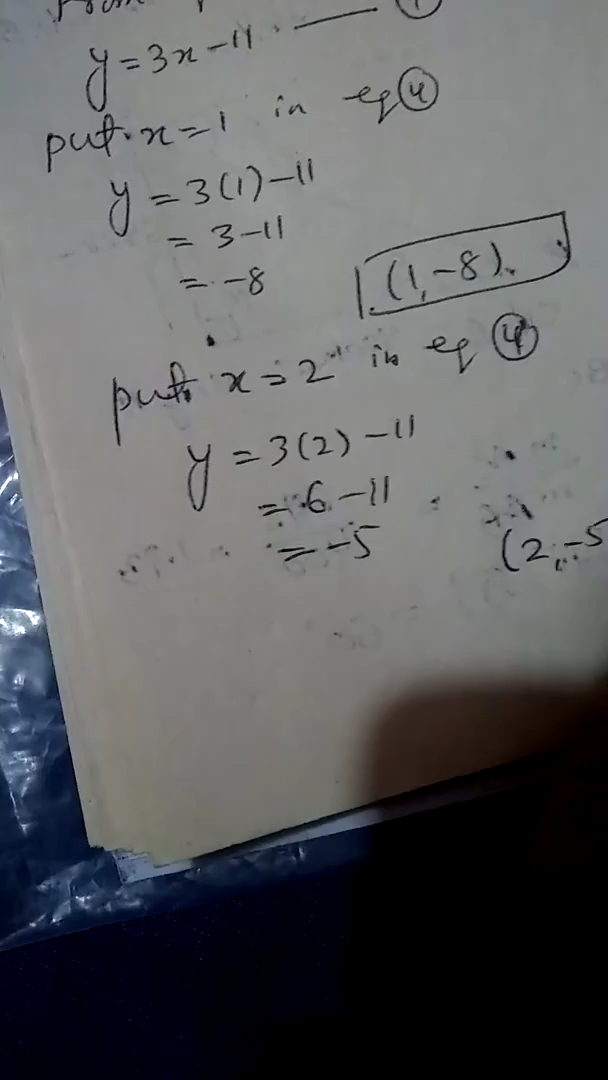 y = 3x - 11 . —— ④
put x = 1 in eq ④
y = 3(1) - 11
= 3 - 11
= -8
(1, -8).
put x = 2 in eq ④
y = 3(2) - 11
= 6 - 11
= -5
(2, -5